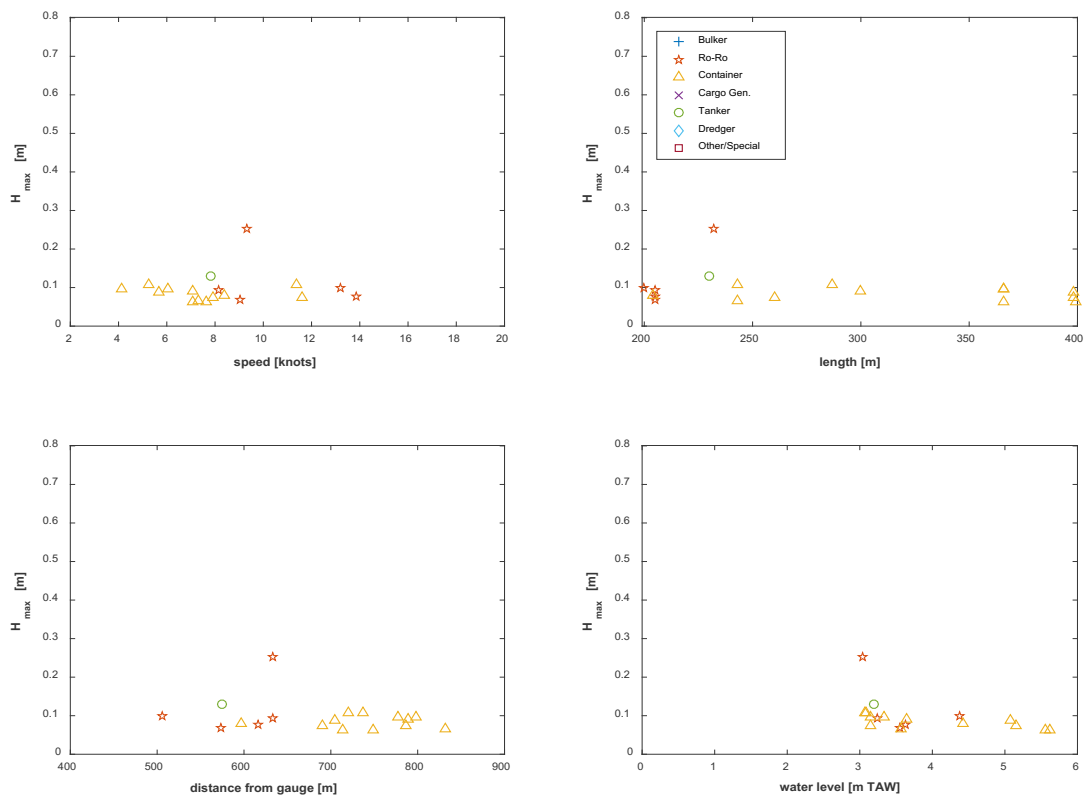 0.8
0.7
0.6
0.5
0.4
0.3
0.2
0.1
0
H max [m]
2 4 6 8 10 12 14 16 18 20
speed [knots]
0.8
0.7
0.6
0.5
0.4
0.3
0.2
0.1
0
H max [m]
Bulker
Ro-Ro
Container
Cargo Gen.
Tanker
Dredger
Other/Special
200 250 300 350 400
length [m]
0.8
0.7
0.6
0.5
0.4
0.3
0.2
0.1
0
H max [m]
400 500 600 700 800 900
distance from gauge [m]
0.8
0.7
0.6
0.5
0.4
0.3
0.2
0.1
0
H max [m]
0 1 2 3 4 5 6
water level [m TAW]